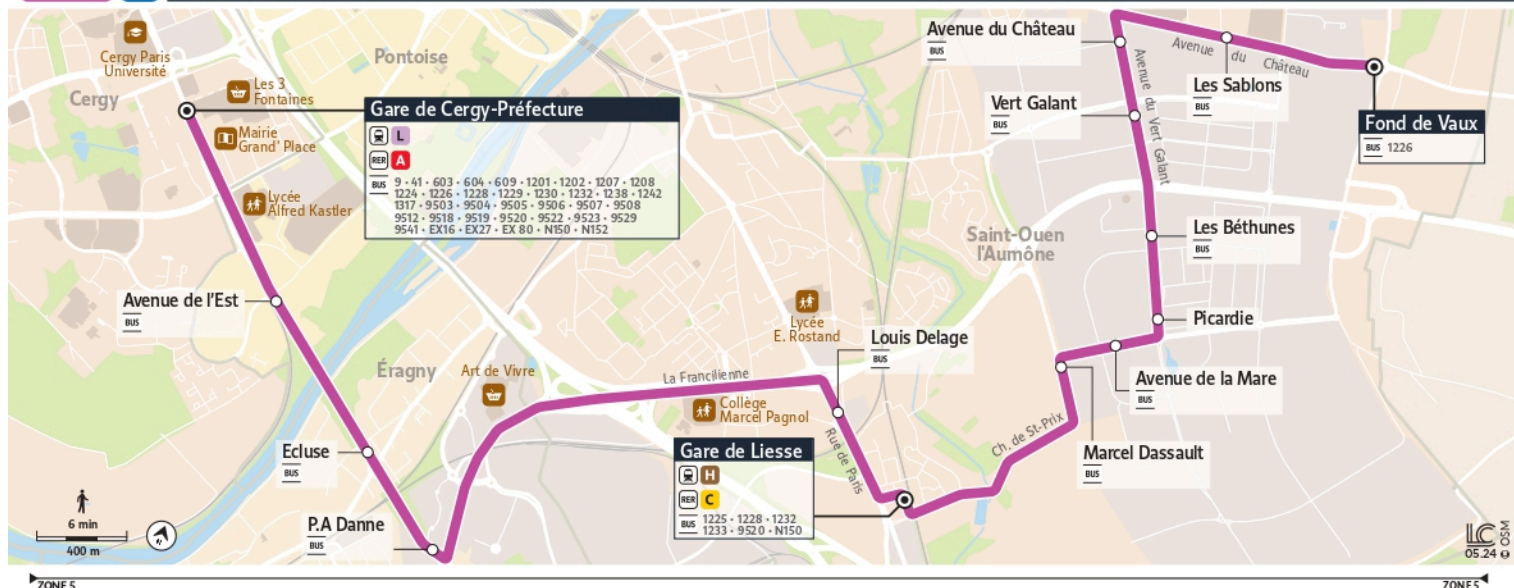 Cergy Paris
Université
Cergy
Les 3
Fontaines
Mairie
Grand' Place
Lycée
Alfred Kastler
Pontoise
Gare de Cergy-Préfecture
L
RER A
BUS 9 • 41 • 603 • 604 • 609 • 1201 • 1202 • 1207 • 1208
1224 • 1226 • 1228 • 1229 • 1230 • 1232 • 1238 • 1242
1317 • 9503 • 9504 • 9505 • 9506 • 9507 • 9508
9512 • 9518 • 9519 • 9520 • 9522 • 9523 • 9529
9541 • EX16 • EX27 • EX 80 • N150 • N152
Avenue de l'Est
BUS
Éragny
Art de Vivre
Ecluse
BUS
P.A Danne
BUS
La Francilienne
Collège
Marcel Pagnol
Lycée
E. Rostand
Louis Delage
BUS
Rue de Paris
Gare de Liesse
H
RER C
BUS 1225 • 1228 • 1232
1233 • 9520 • N150
Ch. de St-Prix
Marcel Dassault
BUS
Avenue de la Mare
BUS
Picardie
Les Béthunes
BUS
Saint-Ouen
l'Aumône
Vert Galant
BUS
Avenue du Vert Galant
Avenue du Château
BUS
Avenue du Château
Les Sablons
BUS
Fond de Vaux
BUS 1226
6 min
400 m
LC
05.24 © OSM
ZONE 5
ZONE 5